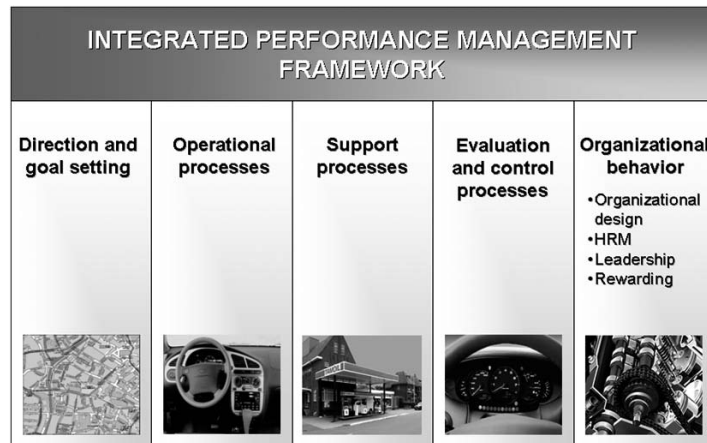 INTEGRATED PERFORMANCE MANAGEMENT
FRAMEWORK
Direction and
goal setting
Operational
processes
Support
processes
Evaluation
and control
processes
Organizational
behavior
•Organizational
design
•HRM
•Leadership
•Rewarding